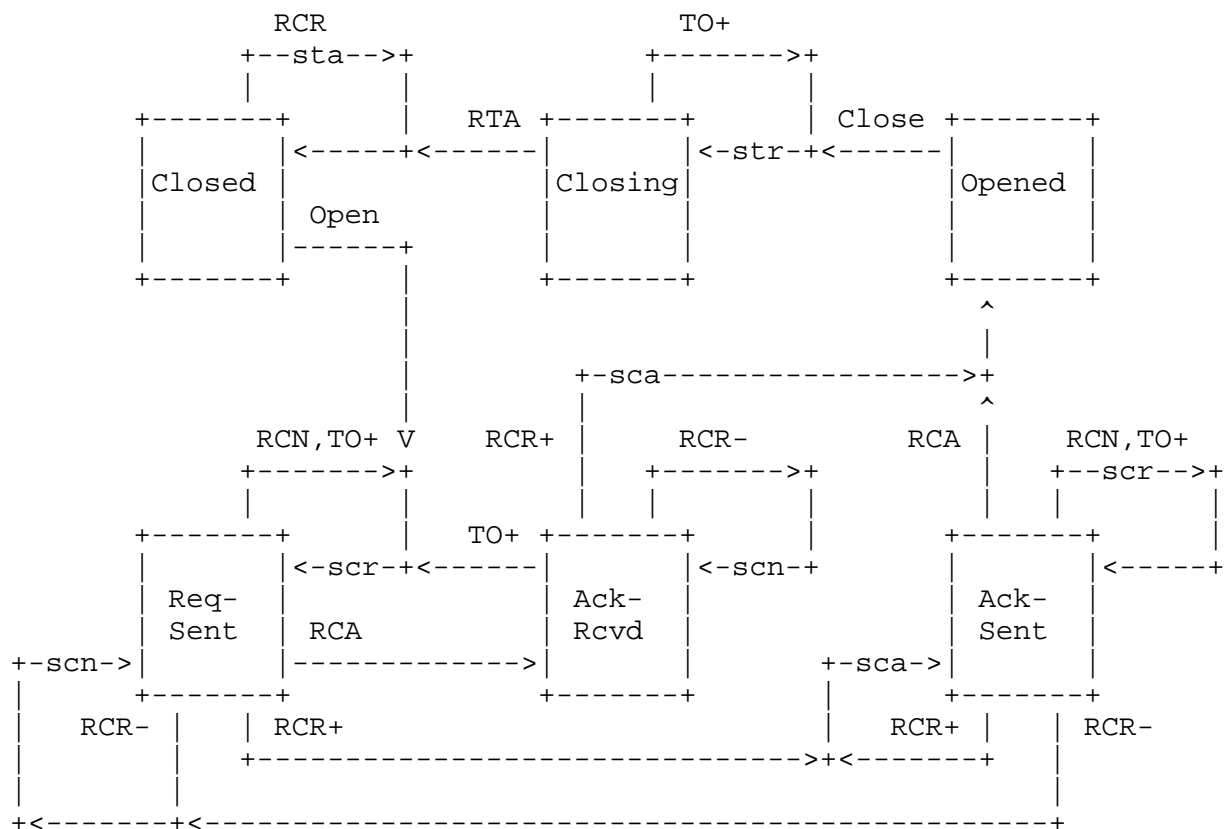 RCR TO+
+--sta-->+ +------->+
| | | |
+-------+ | RTA +-------+ | Close +-------+
| |<-----+<------| |<-str-+<------| |
|Closed | |Closing| |Opened |
| | Open | | | |
| |------+ | | | |
+-------+ | +-------+ +-------+
| ^
| |
| +-sca----------------->+
| | ^
RCN,TO+ V RCR+ | RCR- RCA | RCN,TO+
+------->+ | +------->+ | +--scr-->+
| | | | | | | |
+-------+ | TO+ +-------+ | +-------+ |
| |<-scr-+<------| |<-scn-+ | |<-----+
| Req- | | Ack- | | Ack- |
| Sent | RCA | Rcvd | | Sent |
+-scn->| |------------->| | +-sca->| |
| +-------+ +-------+ | +-------+
| RCR- | | RCR+ | RCR+ | | RCR-
| | +------------------------------->+<-------+ |
| | |
+<-------+<------------------------------------------------+